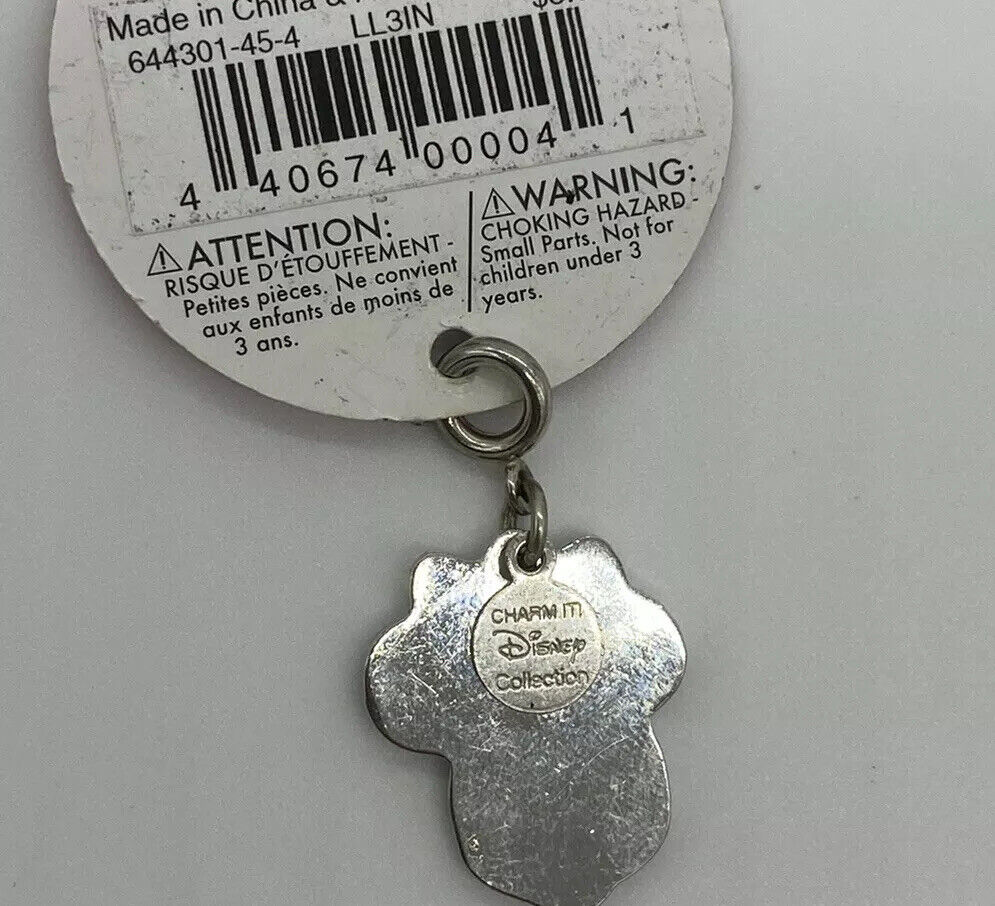 Made in China &
644301-45-4 LL3IN
4 40674 00004 1
⚠ATTENTION:
RISQUE D'ÉTOUFFEMENT -
Petites pièces. Ne convient
aux enfants de moins de
3 ans.
⚠WARNING:
CHOKING HAZARD -
Small Parts. Not for
children under 3
years.
CHARM IT!
Disney
Collection